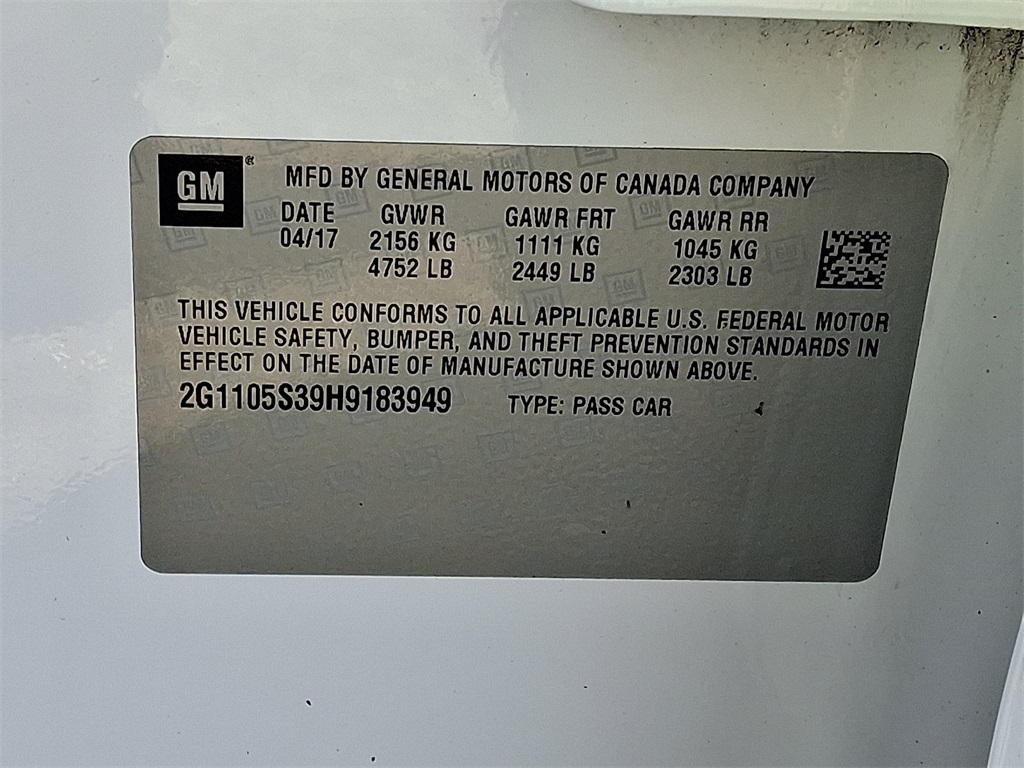 GM ® MFD BY GENERAL MOTORS OF CANADA COMPANY
DATE GVWR GAWR FRT GAWR RR
04/17 2156 KG 1111 KG 1045 KG
4752 LB 2449 LB 2303 LB
THIS VEHICLE CONFORMS TO ALL APPLICABLE U.S. FEDERAL MOTOR
VEHICLE SAFETY, BUMPER, AND THEFT PREVENTION STANDARDS IN
EFFECT ON THE DATE OF MANUFACTURE SHOWN ABOVE.
2G1105S39H9183949 TYPE: PASS CAR